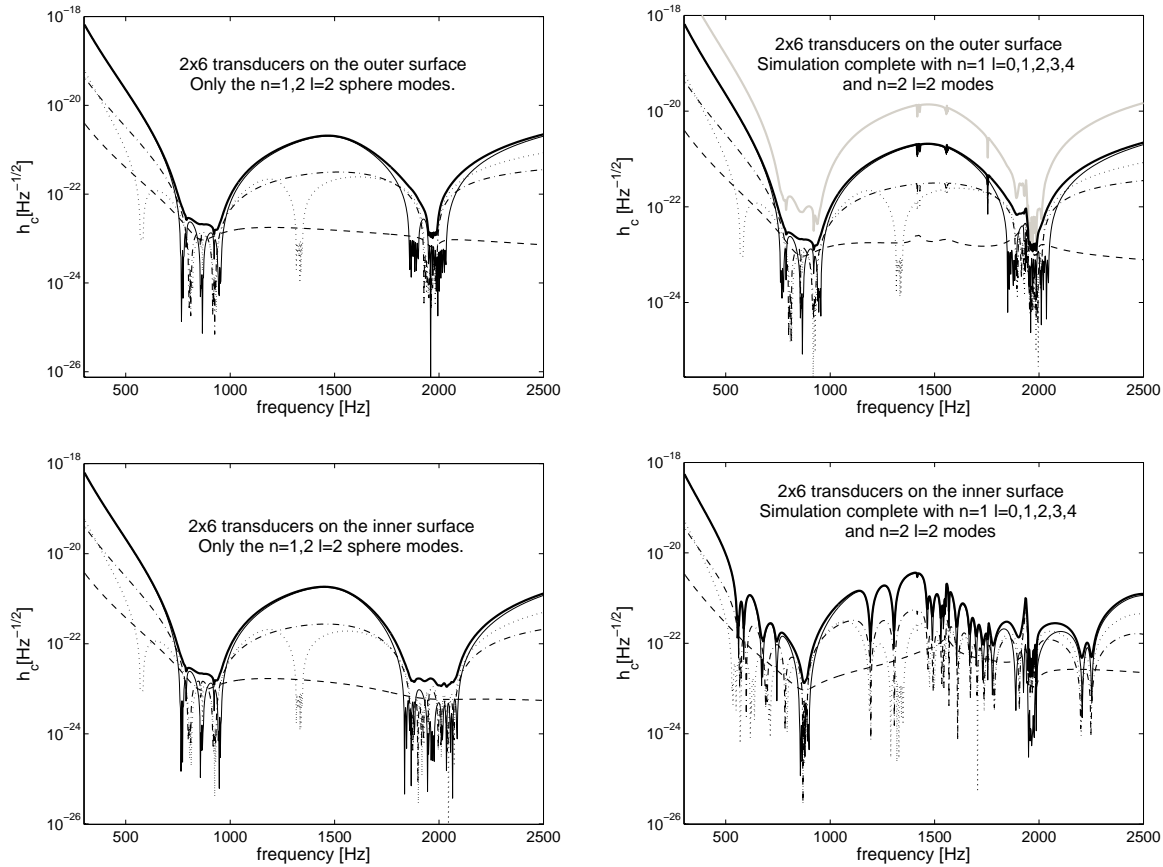 10−18
10−20
10−22
10−24
10−26
hc[Hz−1/2]
2x6 transducers on the outer surface
Only the n=1,2 l=2 sphere modes.
500 1000 1500 2000 2500
frequency [Hz]
10−18
10−20
10−22
10−24
hc [Hz−1/2]
2x6 transducers on the outer surface
Simulation complete with n=1 l=0,1,2,3,4
and n=2 l=2 modes
500 1000 1500 2000 2500
frequency [Hz]
10−18
10−20
10−22
10−24
10−26
hc[Hz−1/2]
2x6 transducers on the inner surface
Only the n=1,2 l=2 sphere modes.
500 1000 1500 2000 2500
frequency [Hz]
10−18
10−20
10−22
10−24
10−26
hc[Hz−1/2]
2x6 transducers on the inner surface
Simulation complete with n=1 l=0,1,2,3,4
and n=2 l=2 modes
500 1000 1500 2000 2500
frequency [Hz]